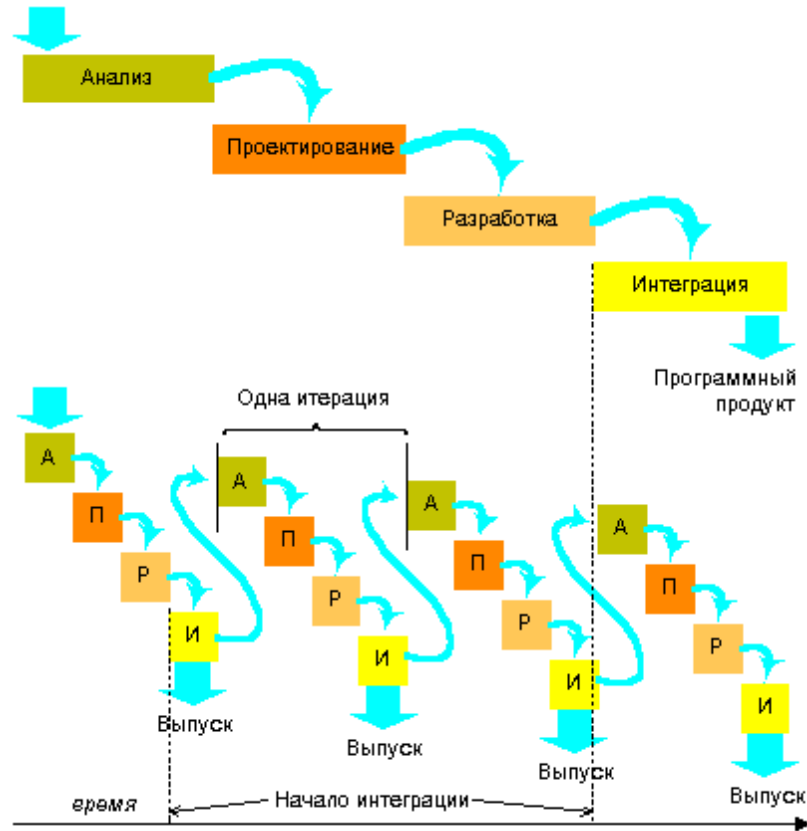 Анализ
Проектирование
Разработка
Интеграция
Программный
продукт
Одна итерация
А
П
Р
И
Выпуск
А
П
Р
И
Выпуск
А
П
Р
И
Выпуск
А
П
Р
И
Выпуск
время
Начало интеграции